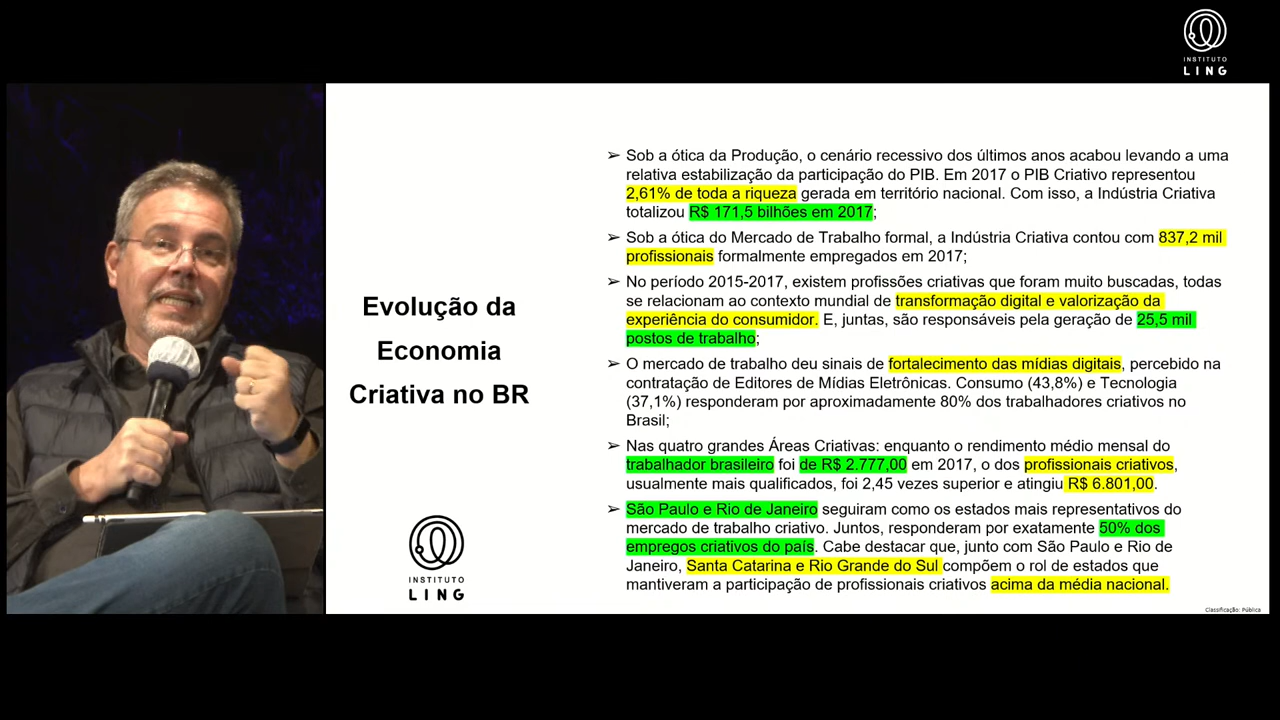 INSTITUTO
LING
Evolução da
Economia
Criativa no BR
INSTITUTO
LING
➢ Sob a ótica da Produção, o cenário recessivo dos últimos anos acabou levando a uma
relativa estabilização da participação do PIB. Em 2017 o PIB Criativo representou
2,61% de toda a riqueza gerada em território nacional. Com isso, a Indústria Criativa
totalizou R$ 171,5 bilhões em 2017;
➢ Sob a ótica do Mercado de Trabalho formal, a Indústria Criativa contou com 837,2 mil
profissionais formalmente empregados em 2017;
➢ No período 2015-2017, existem profissões criativas que foram muito buscadas, todas
se relacionam ao contexto mundial de transformação digital e valorização da
experiência do consumidor. E, juntas, são responsáveis pela geração de 25,5 mil
postos de trabalho;
➢ O mercado de trabalho deu sinais de fortalecimento das mídias digitais, percebido na
contratação de Editores de Mídias Eletrônicas. Consumo (43,8%) e Tecnologia
(37,1%) responderam por aproximadamente 80% dos trabalhadores criativos no
Brasil;
➢ Nas quatro grandes Áreas Criativas: enquanto o rendimento médio mensal do
trabalhador brasileiro foi de R$ 2.777,00 em 2017, o dos profissionais criativos,
usualmente mais qualificados, foi 2,45 vezes superior e atingiu R$ 6.801,00.
➢ São Paulo e Rio de Janeiro seguiram como os estados mais representativos do
mercado de trabalho criativo. Juntos, responderam por exatamente 50% dos
empregos criativos do país. Cabe destacar que, junto com São Paulo e Rio de
Janeiro, Santa Catarina e Rio Grande do Sul compõem o rol de estados que
mantiveram a participação de profissionais criativos acima da média nacional.
Classificação: Pública